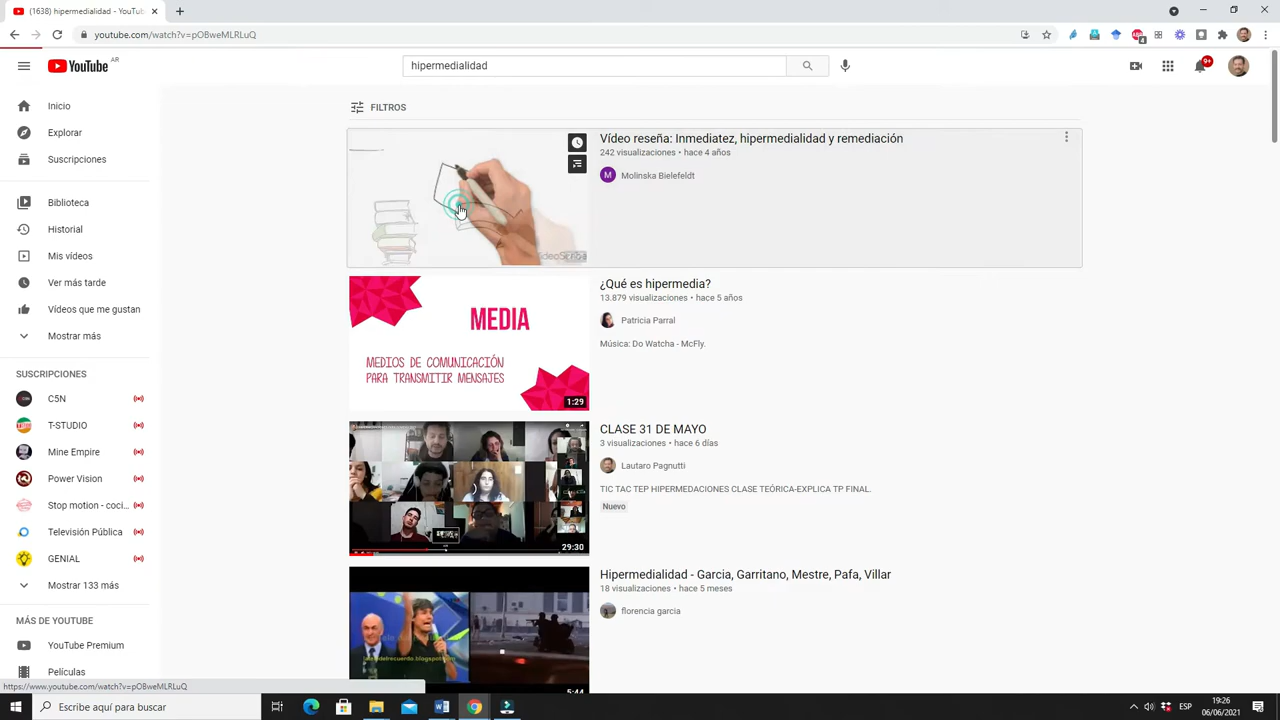 (1638) hipermedialidad - YouTub
youtube.com/watch?v=pOBweMLRLuQ
YouTube AR
hipermedialidad
9+
Inicio
Explorar
Suscripciones
Biblioteca
Historial
Mis vídeos
Ver más tarde
Vídeos que me gustan
Mostrar más
SUSCRIPCIONES
C5N
T-STUDIO
Mine Empire
Power Vision
Stop motion - coci...
Televisión Pública
GENIAL
Mostrar 133 más
MÁS DE YOUTUBE
YouTube Premium
Películas
FILTROS
Vídeo reseña: Inmediatez, hipermedialidad y remediación
242 visualizaciones • hace 4 años
M Molinska Bielefeldt
MEDIA
MEDIOS DE COMUNICACIÓN
PARA TRANSMITIR MENSAJES
1:29
¿Qué es hipermedia?
13.879 visualizaciones • hace 5 años
Patricia Parral
Música: Do Watcha - McFly.
29:30
CLASE 31 DE MAYO
3 visualizaciones • hace 6 días
Lautaro Pagnutti
TIC TAC TEP HIPERMEDACIONES CLASE TEÓRICA-EXPLICA TP FINAL.
Nuevo
5:44
Hipermedialidad - Garcia, Garritano, Mestre, Pafa, Villar
18 visualizaciones • hace 5 meses
florencia garcia
https://www.youtube.com/watch?v=pOBweMLRLuQ
Escribe aquí para buscar
ESP
19:26
06/06/2021